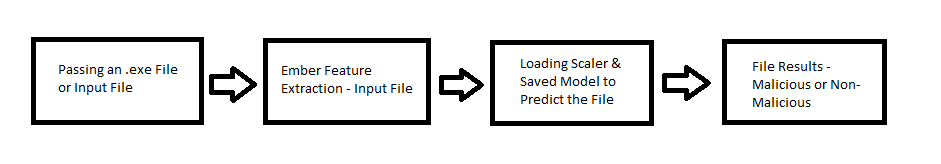 Passing an .exe File
or Input File
Ember Feature
Extraction - Input File
Loading Scaler &
Saved Model to
Predict the File
File Results -
Malicious or Non-
Malicious